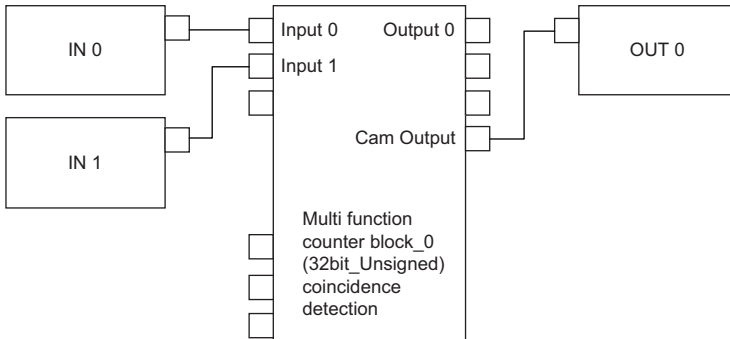 IN 0
Input 0
Output 0
OUT 0
Input 1
Cam Output
IN 1
Multi function
counter block_0
(32bit_Unsigned)
coincidence
detection